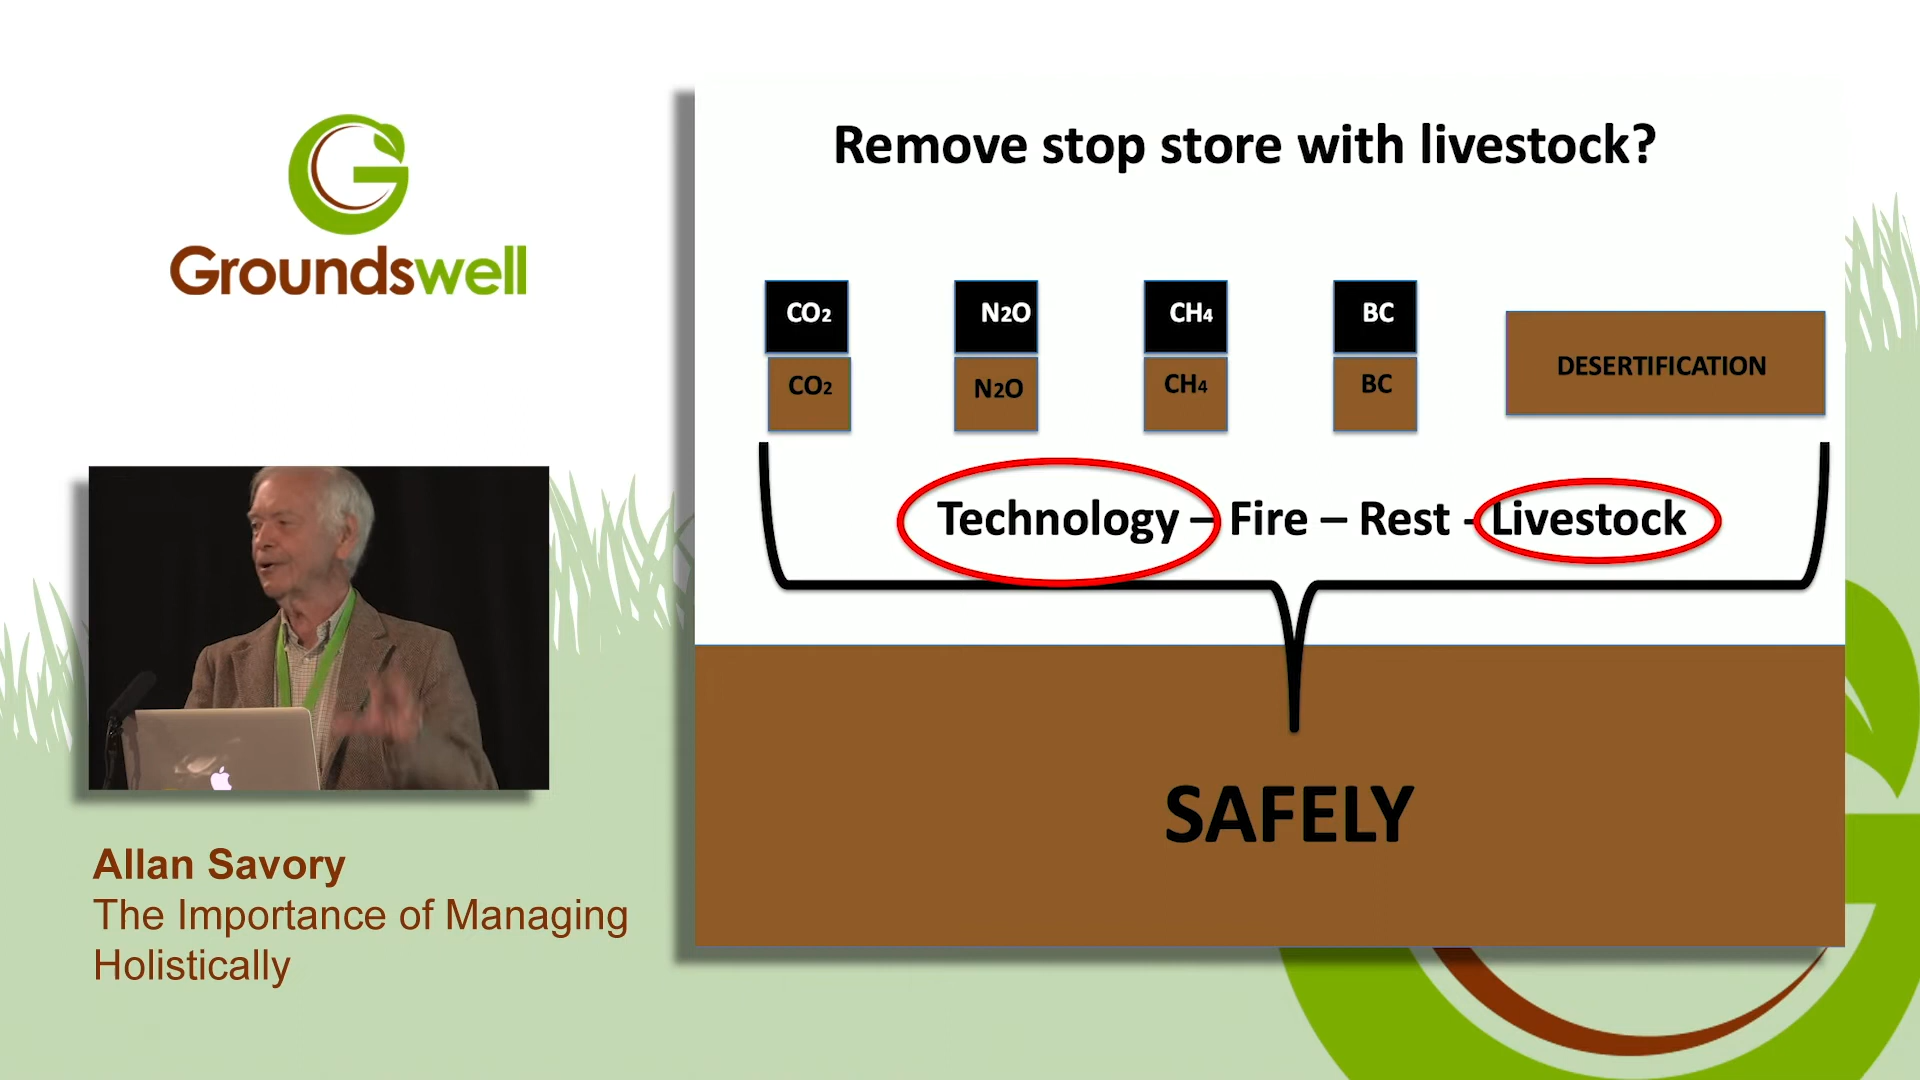 Groundswell
Remove stop store with livestock?
CO2 N2O CH4 BC
CO2 N2O CH4 BC
DESERTIFICATION
Technology – Fire – Rest - Livestock
SAFELY
Allan Savory
The Importance of Managing
Holistically